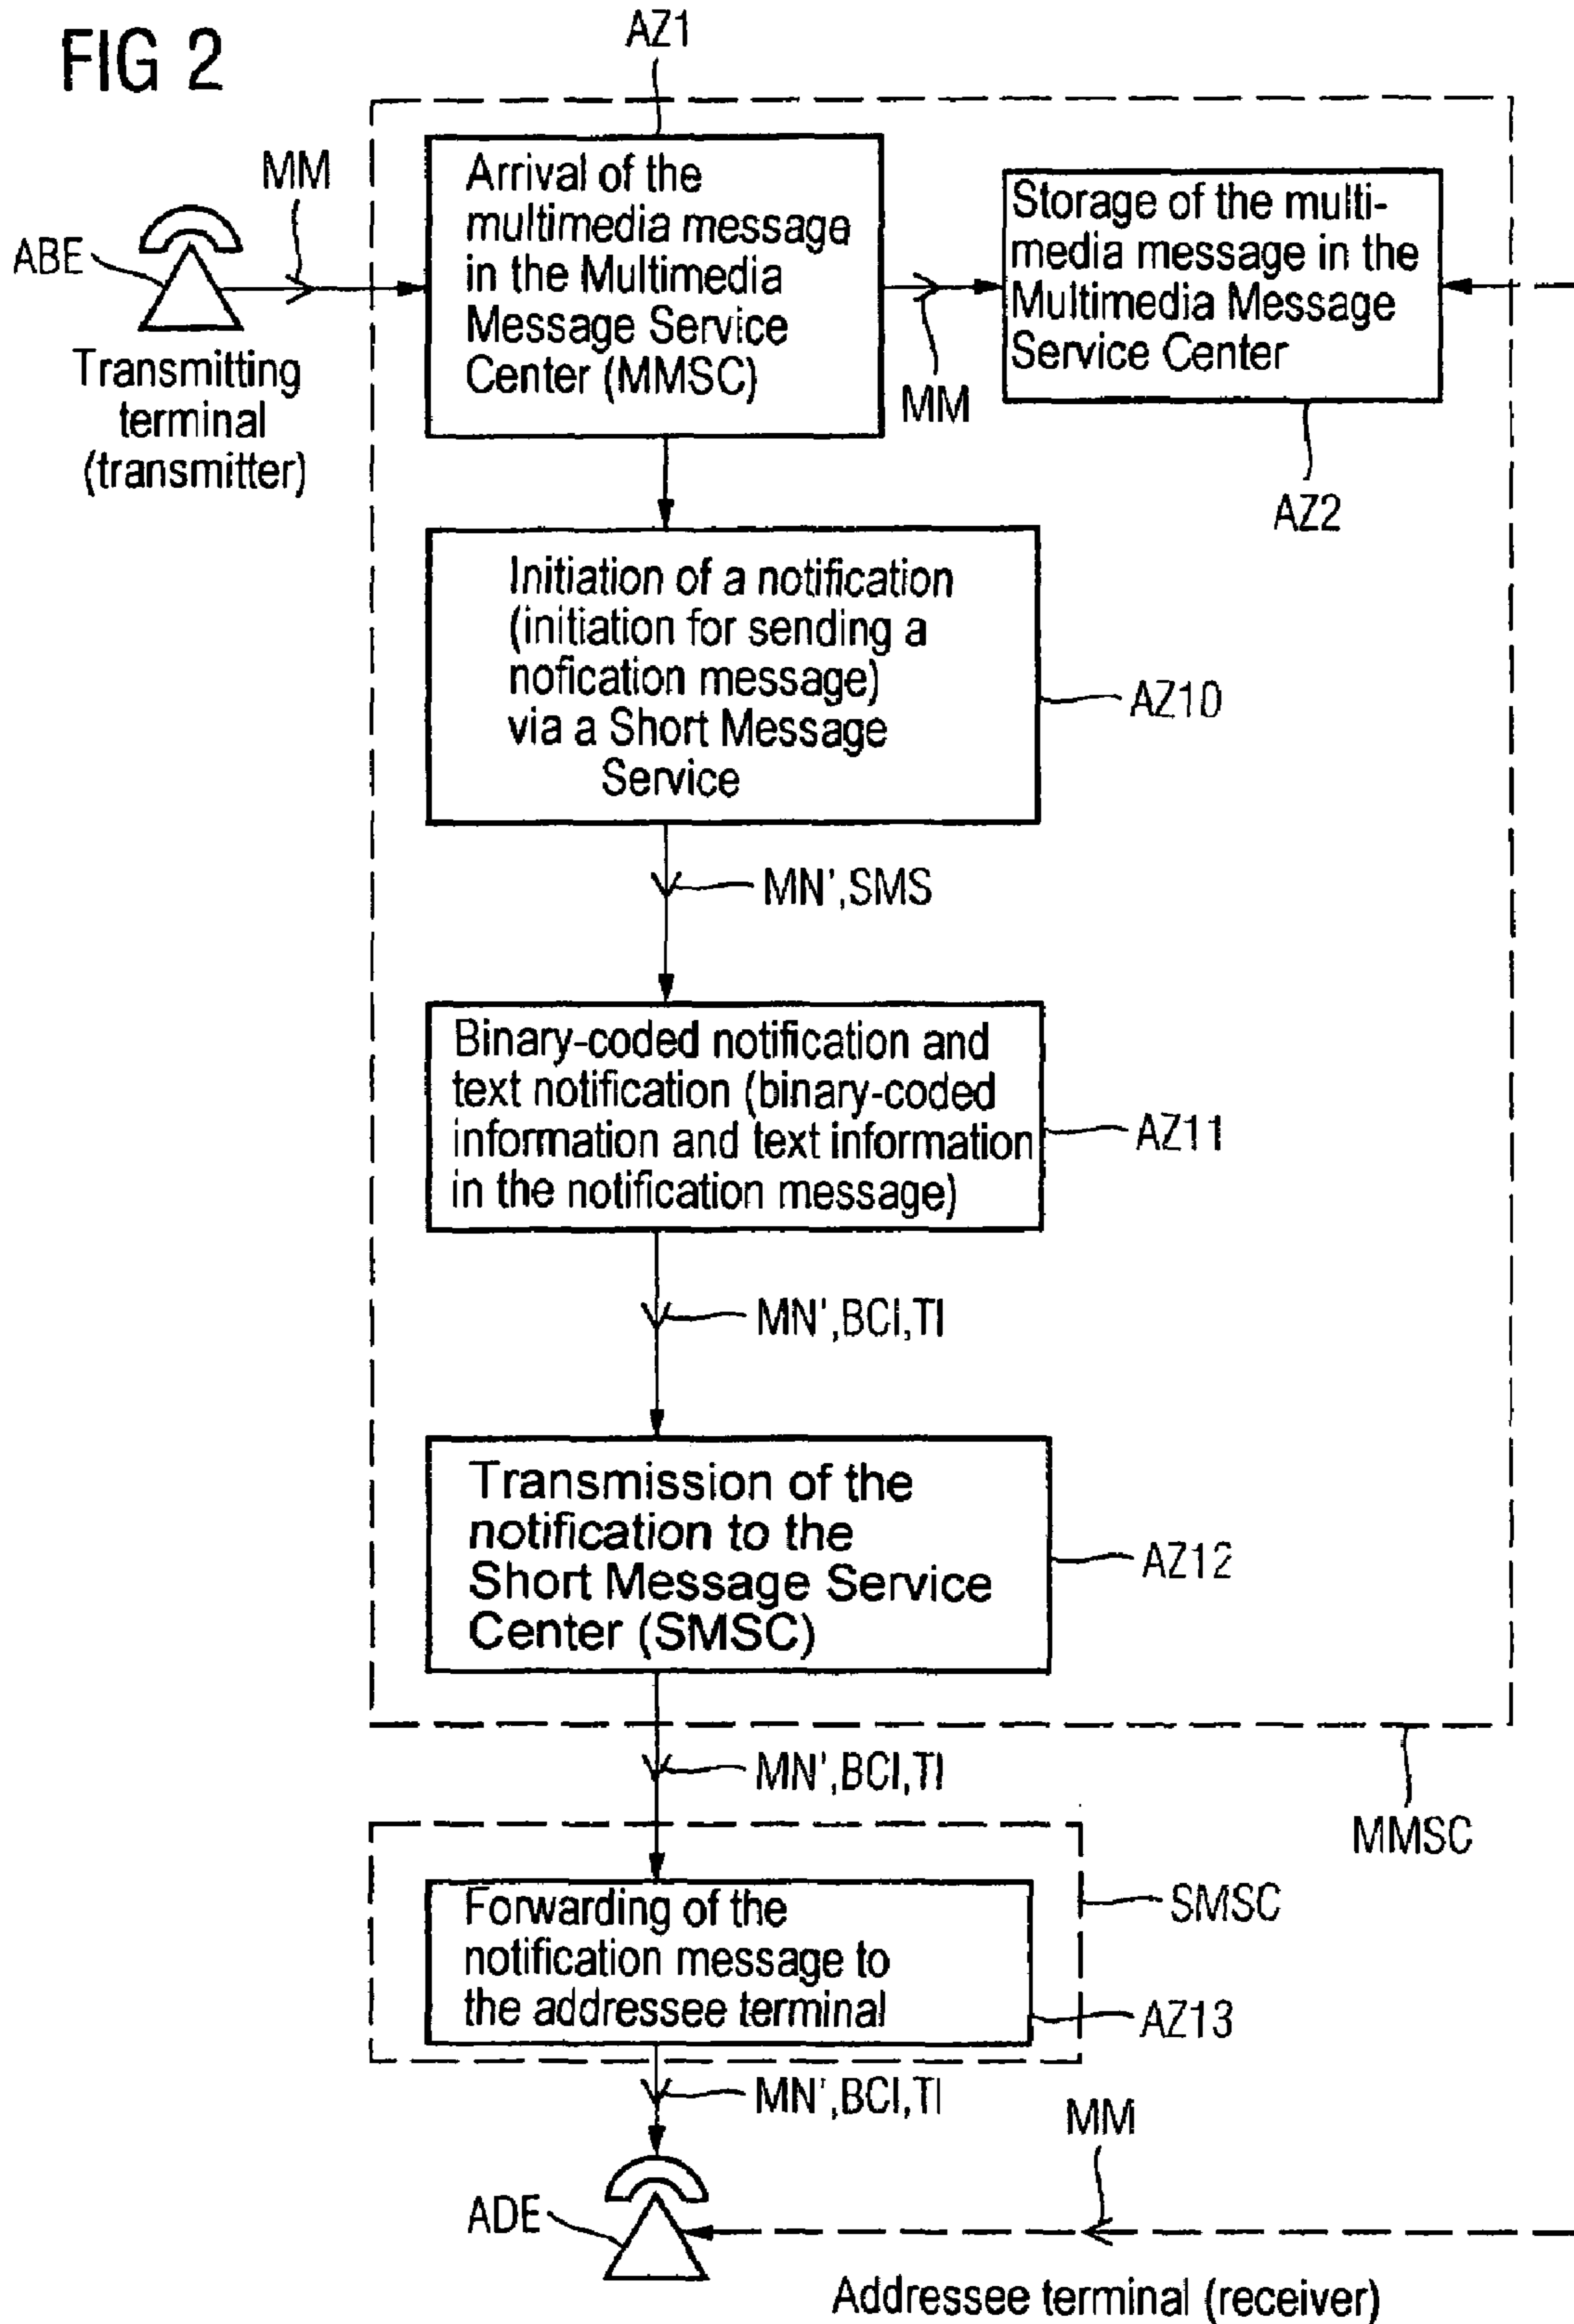 FIG 2
AZ1
MM
ABE
Transmitting
terminal
(transmitter)
Arrival of the
multimedia message
in the Multimedia
Message Service
Center (MMSC)
MM
Storage of the multi-
media message in the
Multimedia Message
Service Center
AZ2
Initiation of a notification
(initiation for sending a
nofication message)
via a Short Message
Service
AZ10
MN',SMS
Binary-coded notification and
text notification (binary-coded
information and text information
in the notification message)
AZ11
MN',BCI,TI
Transmission of the
notification to the
Short Message Service
Center (SMSC)
AZ12
MN',BCI,TI
MMSC
SMSC
Forwarding of the
notification message to
the addressee terminal
AZ13
MN',BCI,TI
MM
ADE
Addressee terminal (receiver)